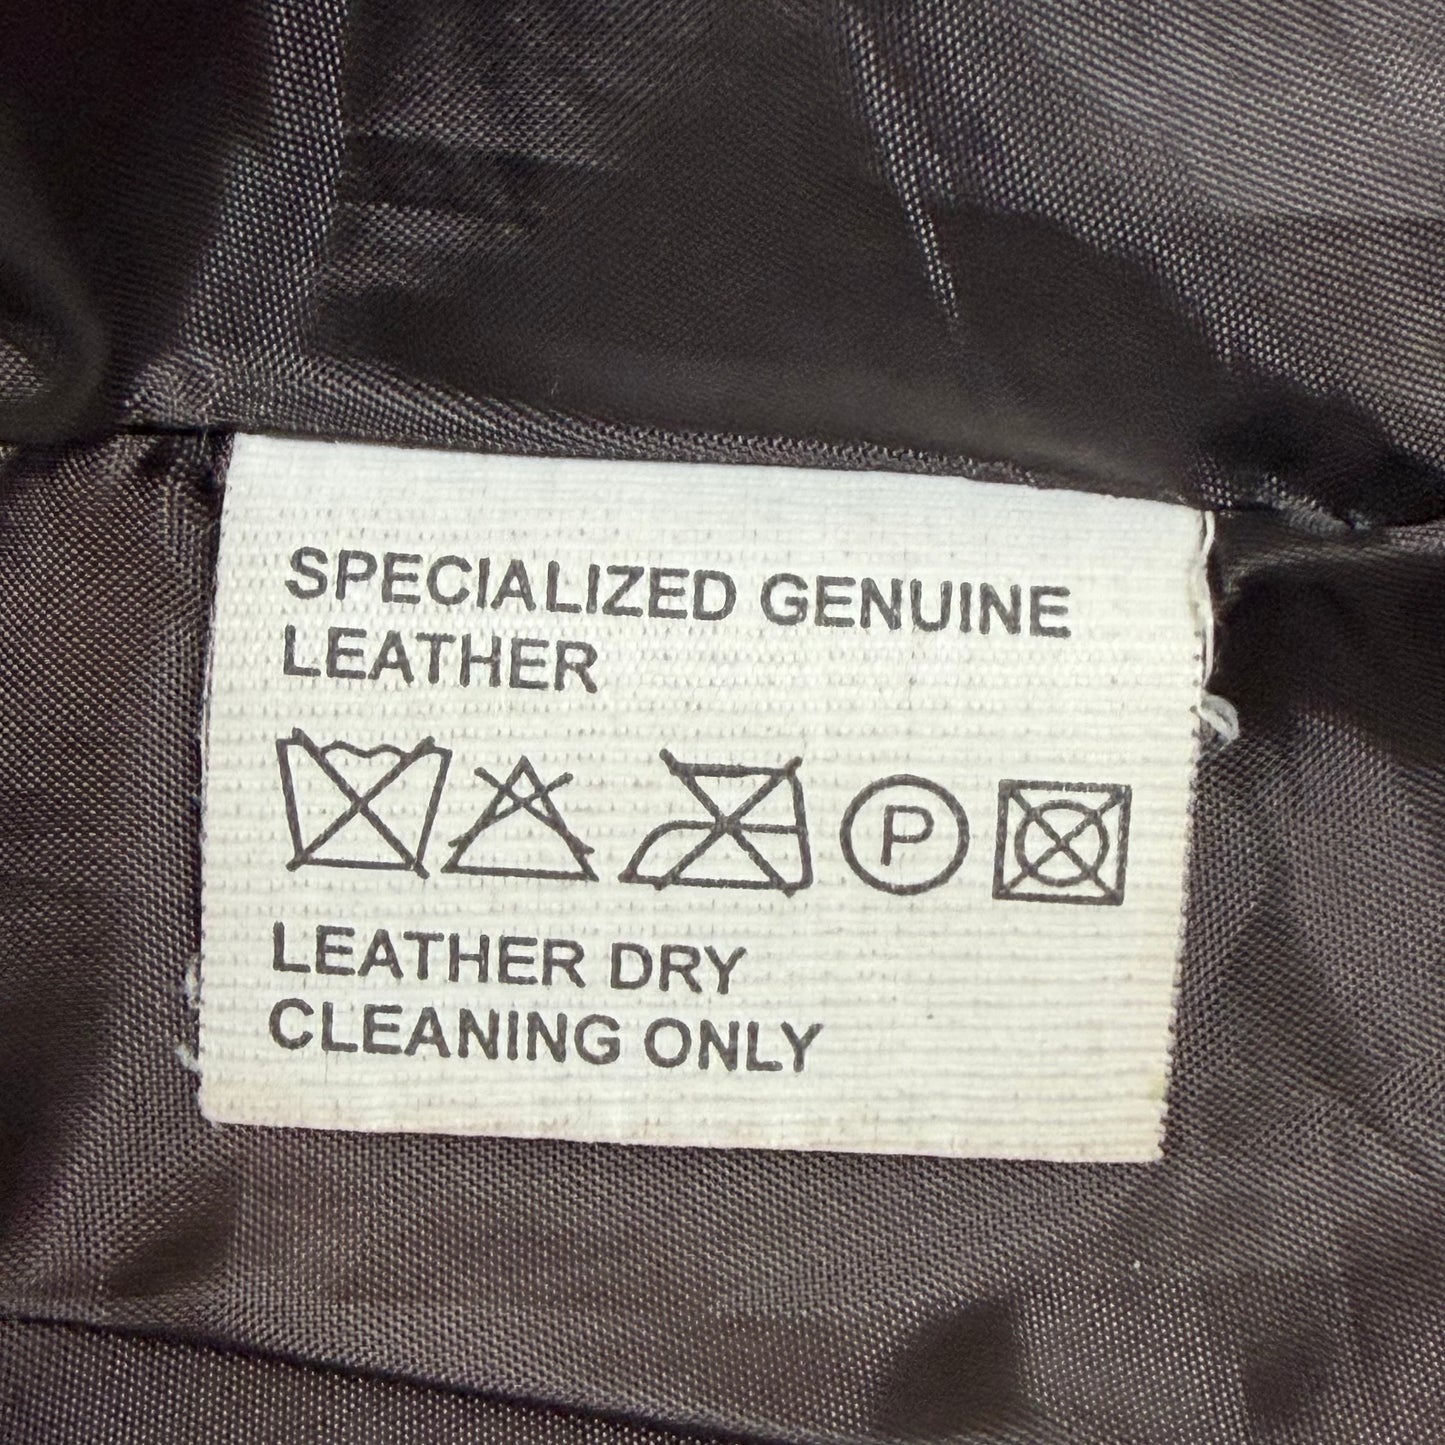 SPECIALIZED GENUINE
LEATHER
P
LEATHER DRY
CLEANING ONLY